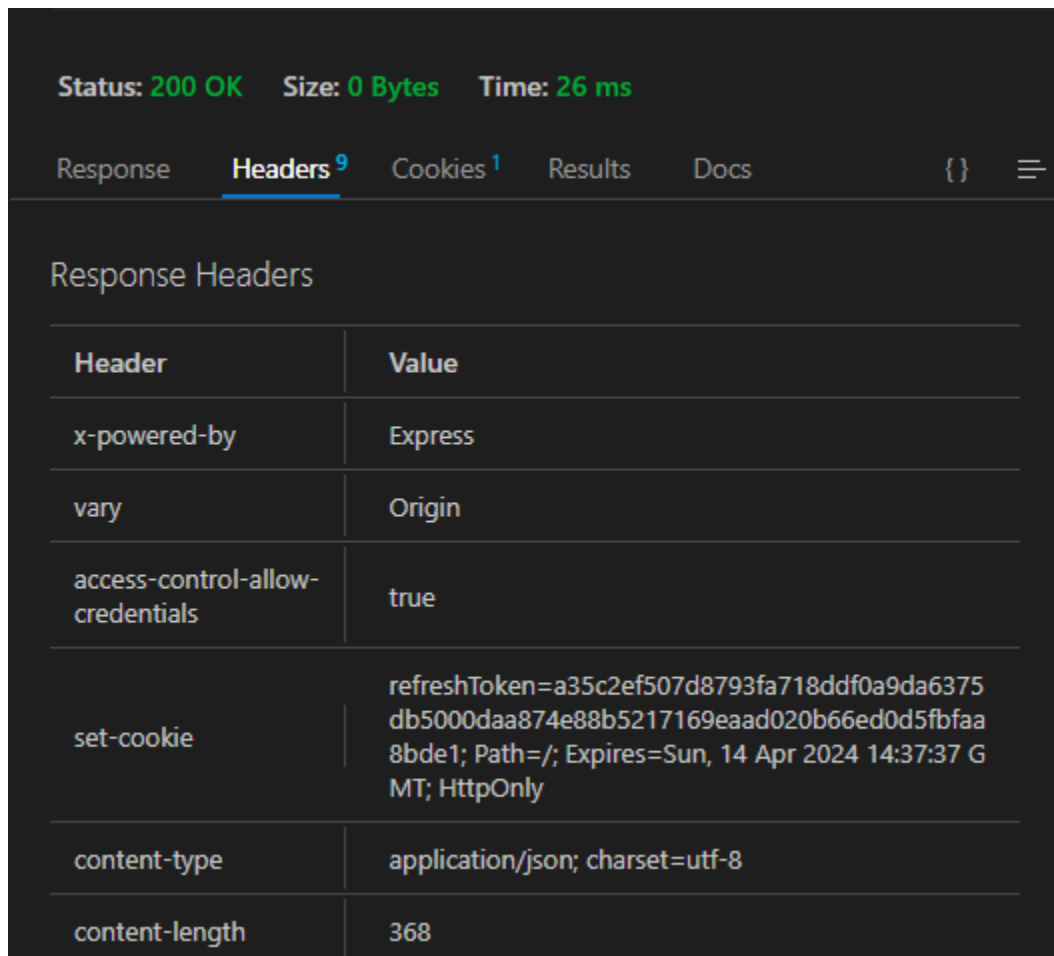 Status: 200 OK Size: 0 Bytes Time: 26 ms
Response Headers 9 Cookies 1 Results Docs { }
Response Headers
Header Value
x-powered-by Express
vary Origin
access-control-allow-
credentials
true
set-cookie
refreshToken=a35c2ef507d8793fa718ddf0a9da6375
db5000daa874e88b5217169eaad020b66ed0d5fbfaa
8bde1; Path=/; Expires=Sun, 14 Apr 2024 14:37:37 G
MT; HttpOnly
content-type application/json; charset=utf-8
content-length 368